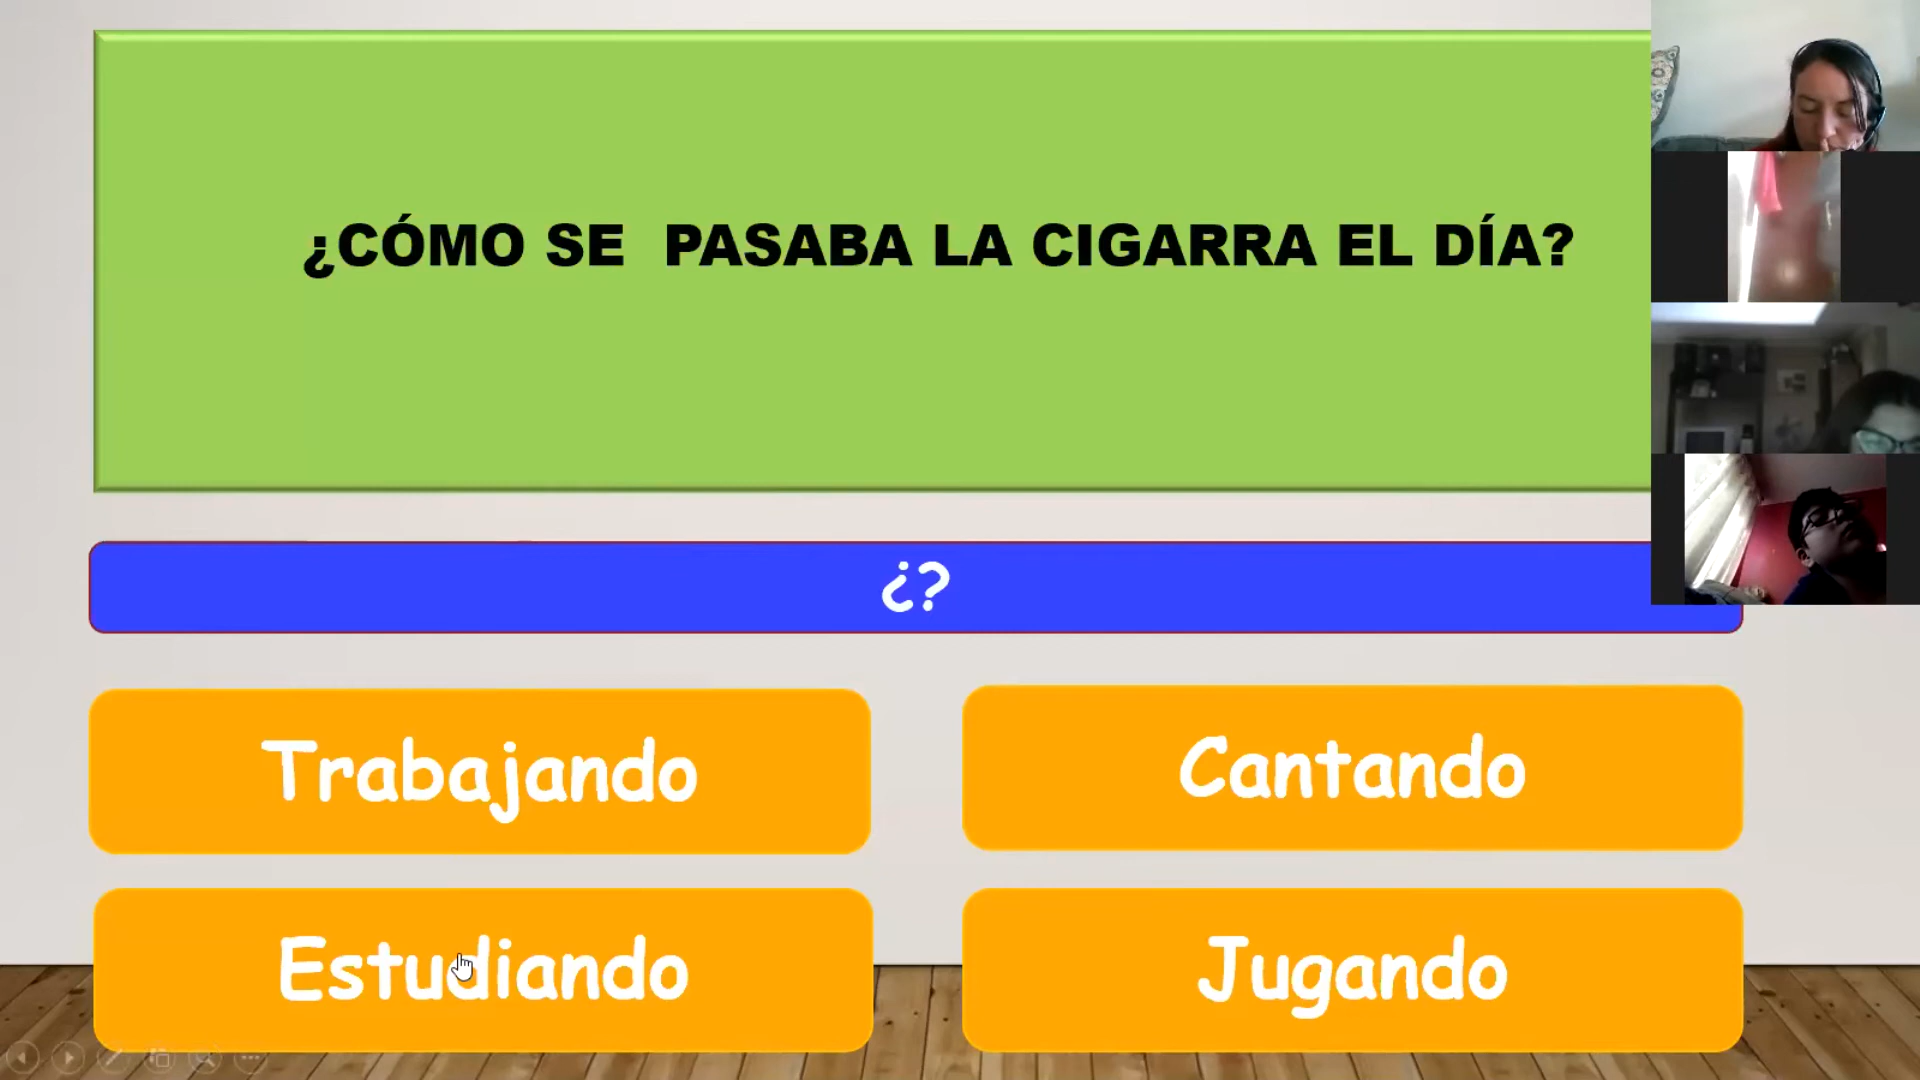 ¿CÓMO SE  PASABA LA CIGARRA EL DÍA?
¿?
Trabajando
Cantando
Estudiando
Jugando